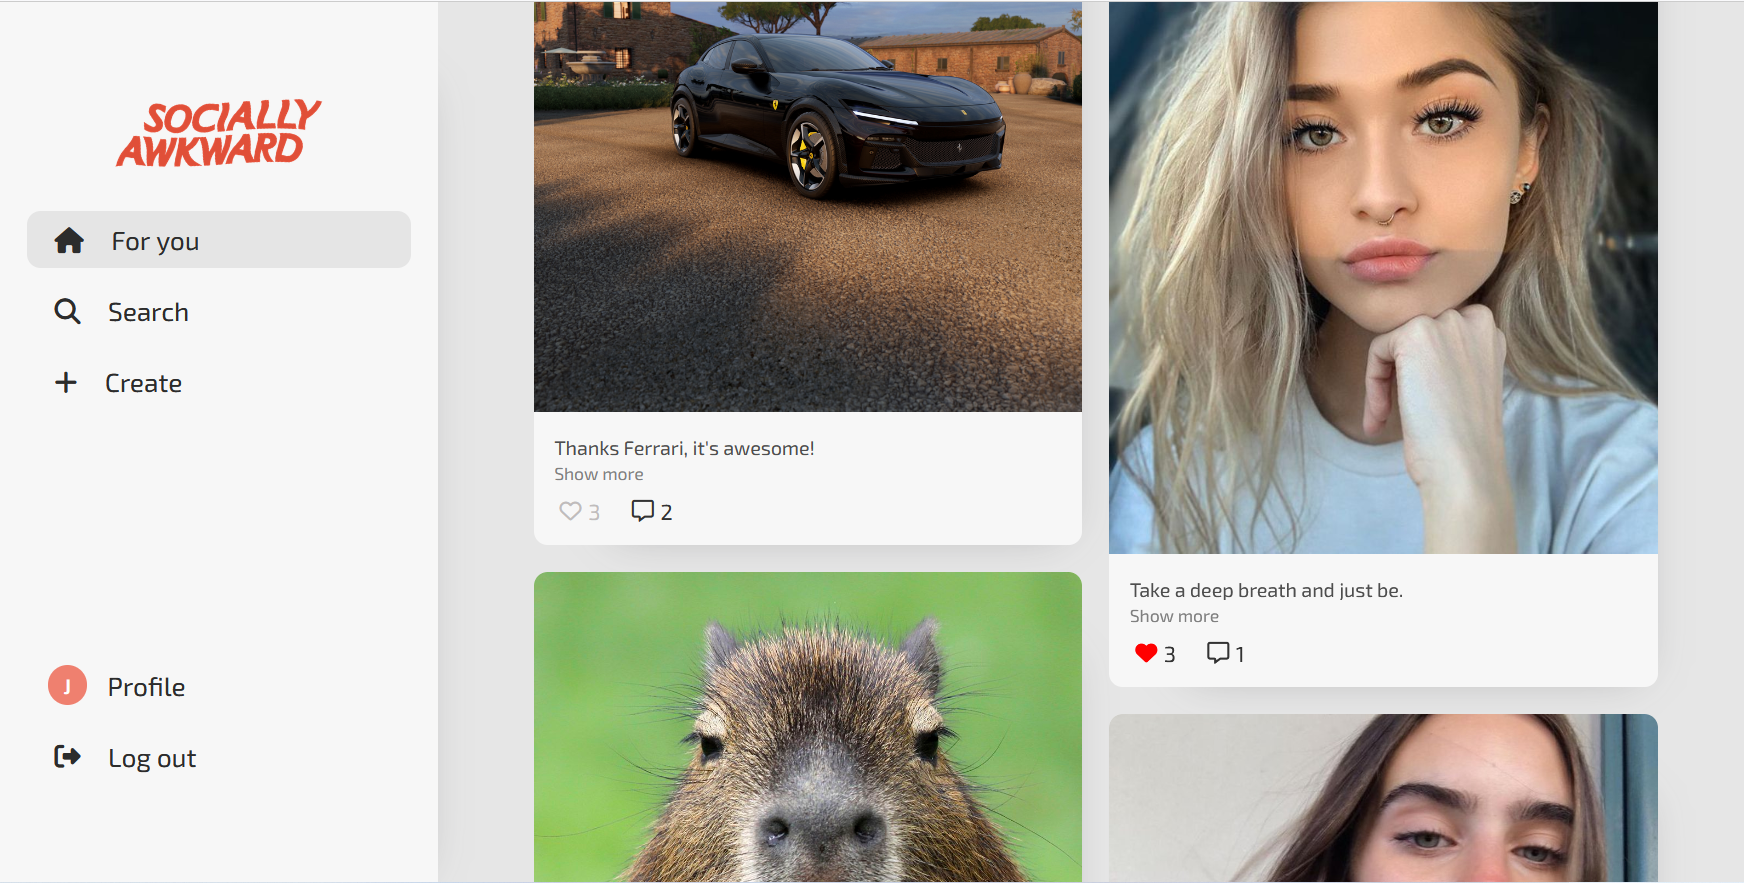 SOCIALLY
AWKWARD
For you
Search
Create
J
Profile
Log out
Thanks Ferrari, it's awesome!
Show more
3 2
Take a deep breath and just be.
Show more
3 1